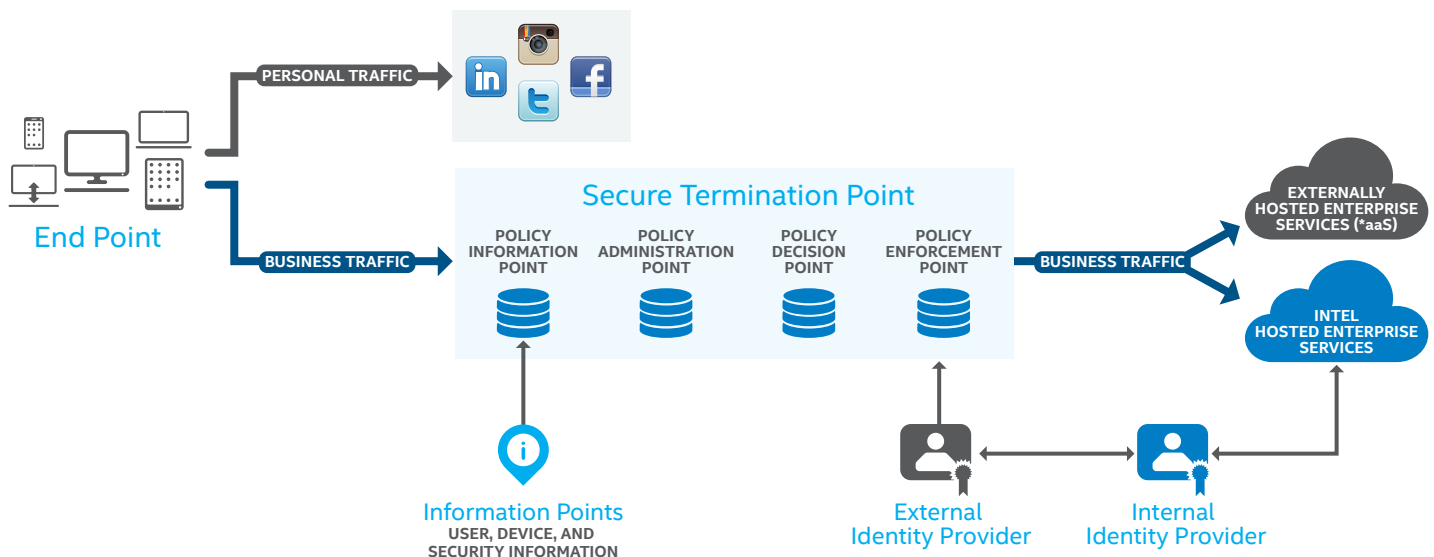 PERSONAL TRAFFIC
in
f
t
End Point
BUSINESS TRAFFIC
Secure Termination Point
POLICY
INFORMATION
POINT
POLICY
ADMINISTRATION
POINT
POLICY
DECISION
POINT
POLICY
ENFORCEMENT
POINT
BUSINESS TRAFFIC
EXTERNALLY
HOSTED ENTERPRISE
SERVICES (*aaS)
INTEL
HOSTED ENTERPRISE
SERVICES
i
Information Points
USER, DEVICE, AND
SECURITY INFORMATION
External
Identity Provider
Internal
Identity Provider